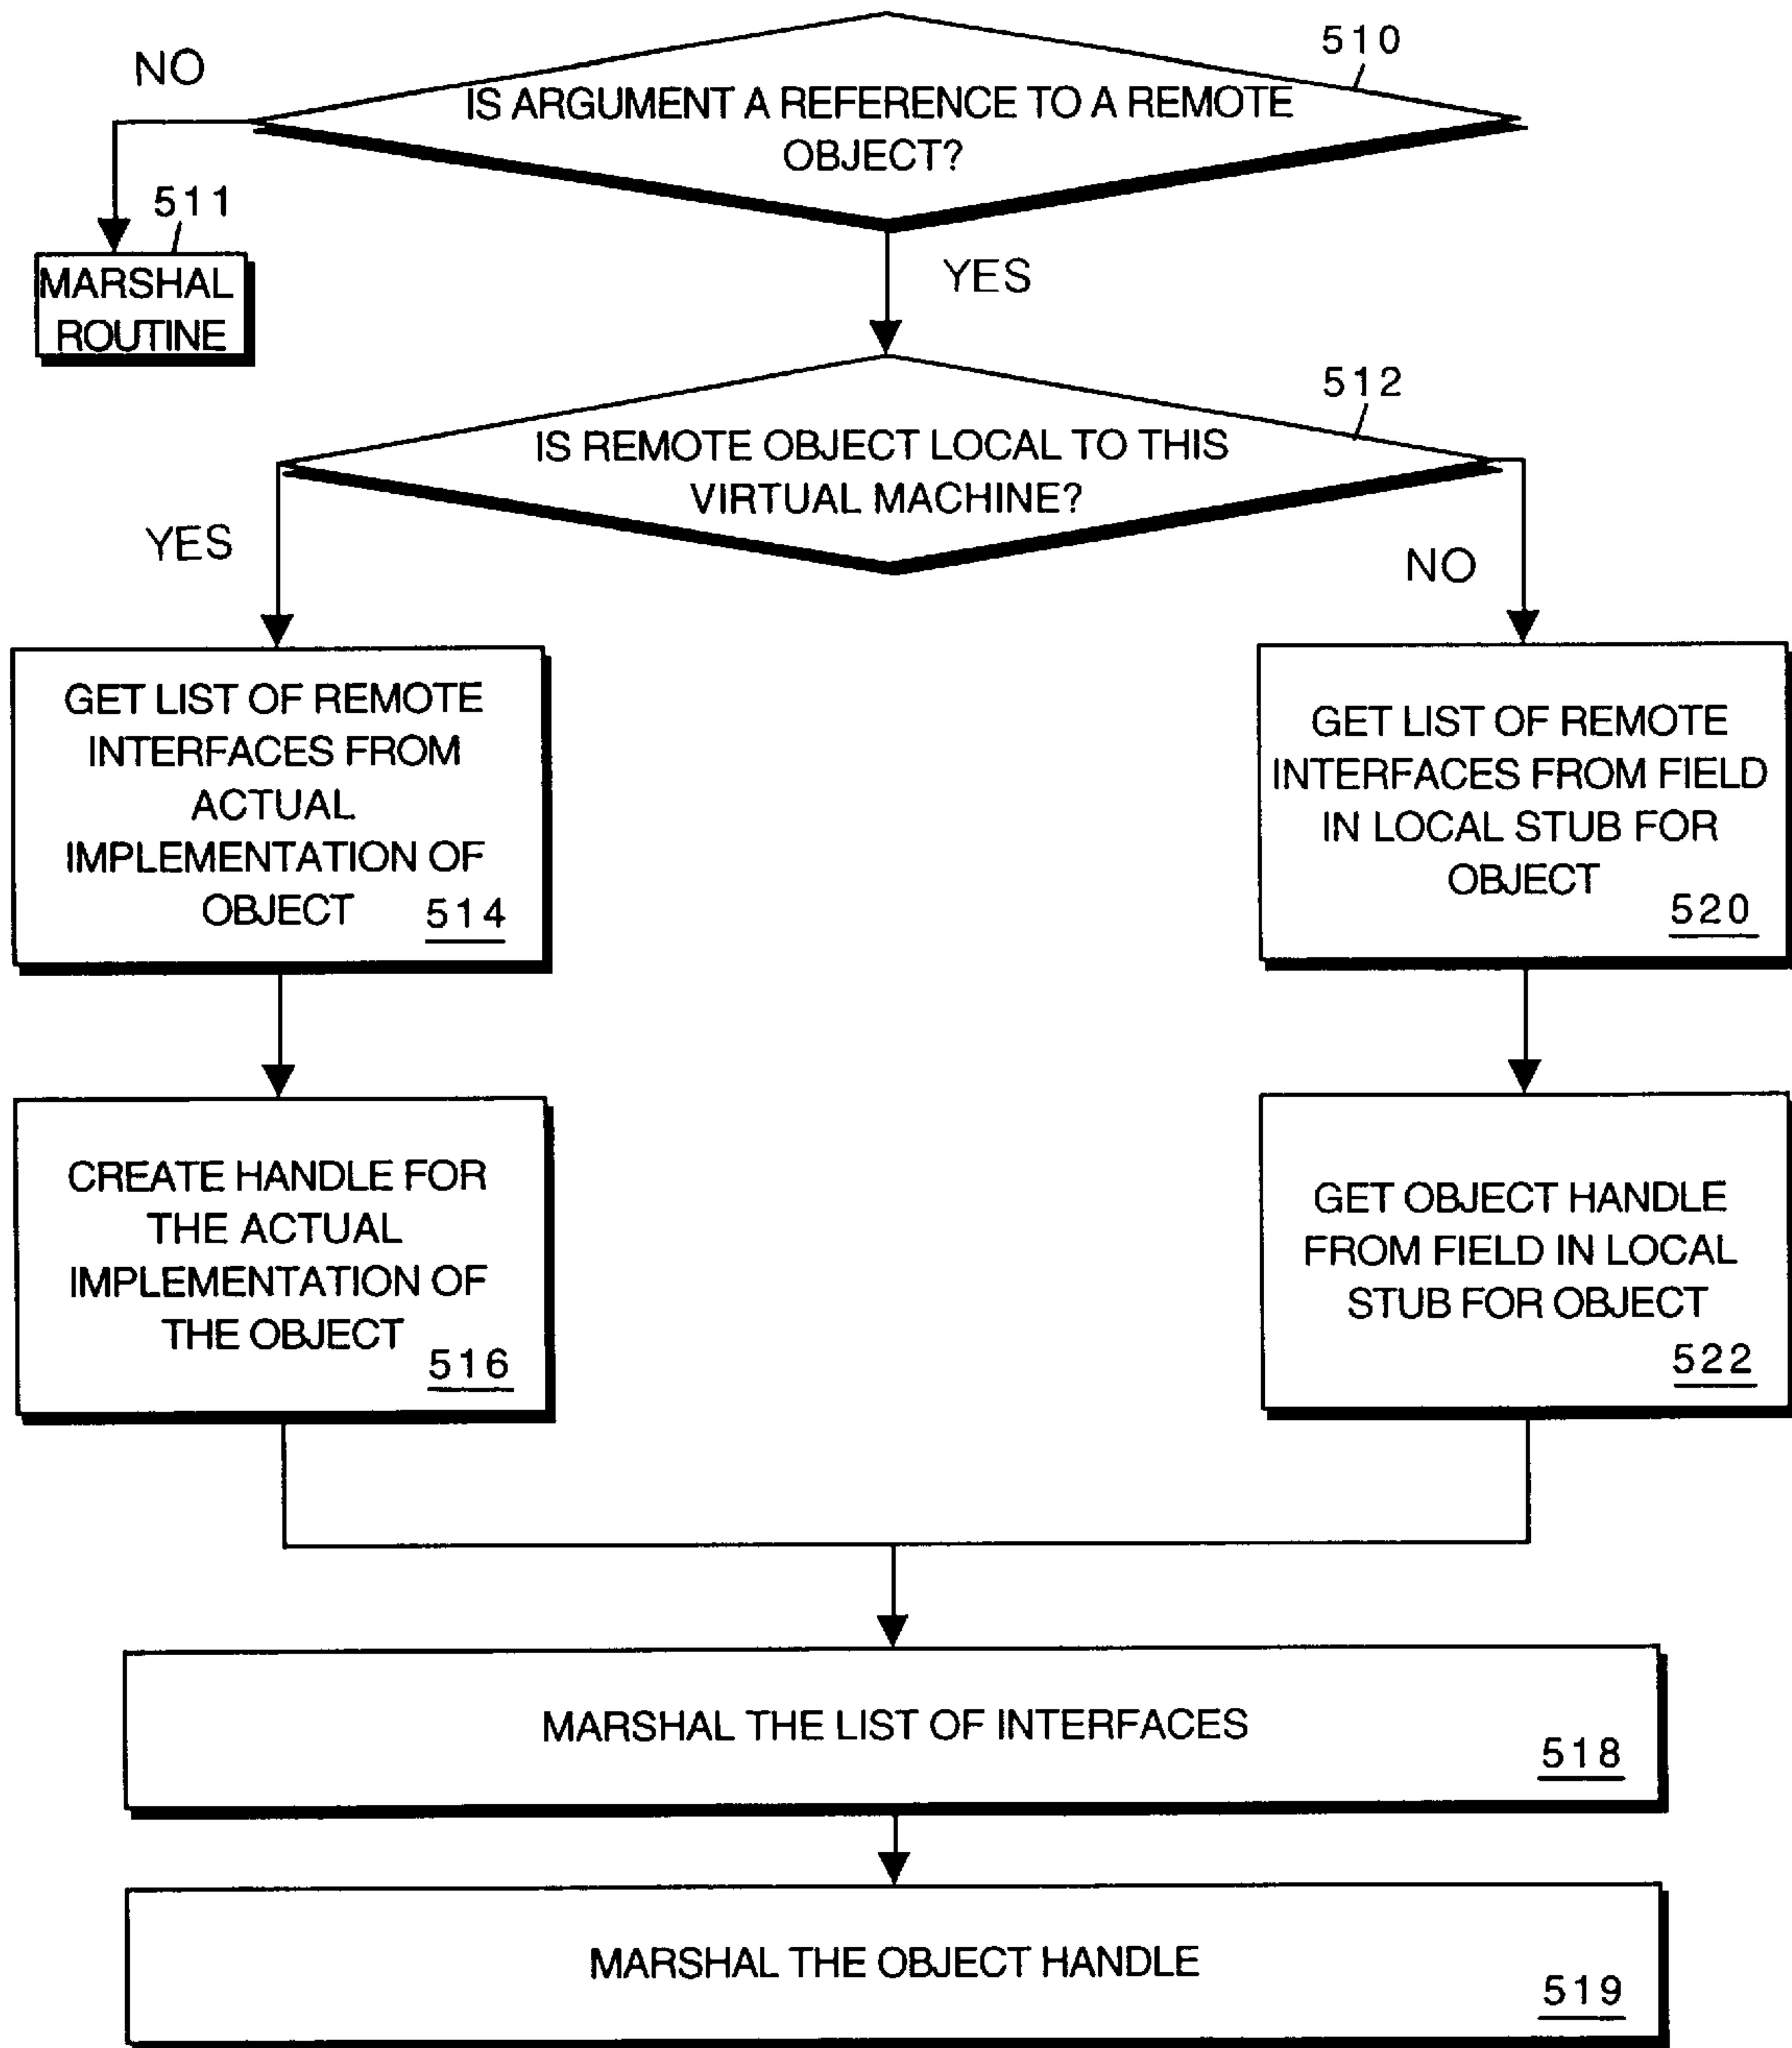 NO
510
IS ARGUMENT A REFERENCE TO A REMOTE
OBJECT?
511
MARSHAL
ROUTINE
YES
512
IS REMOTE OBJECT LOCAL TO THIS
VIRTUAL MACHINE?
YES
NO
GET LIST OF REMOTE
INTERFACES FROM
ACTUAL
IMPLEMENTATION OF
OBJECT
514
GET LIST OF REMOTE
INTERFACES FROM FIELD
IN LOCAL STUB FOR
OBJECT
520
CREATE HANDLE FOR
THE ACTUAL
IMPLEMENTATION OF
THE OBJECT
516
GET OBJECT HANDLE
FROM FIELD IN LOCAL
STUB FOR OBJECT
522
MARSHAL THE LIST OF INTERFACES
518
MARSHAL THE OBJECT HANDLE
519